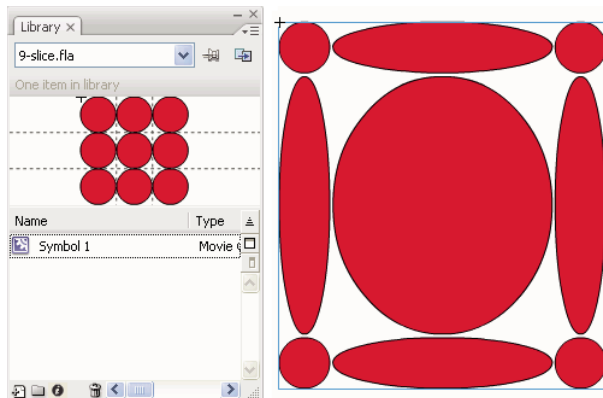 Library
9-slice.fla
One item in library
Name Type
Symbol 1 Movie